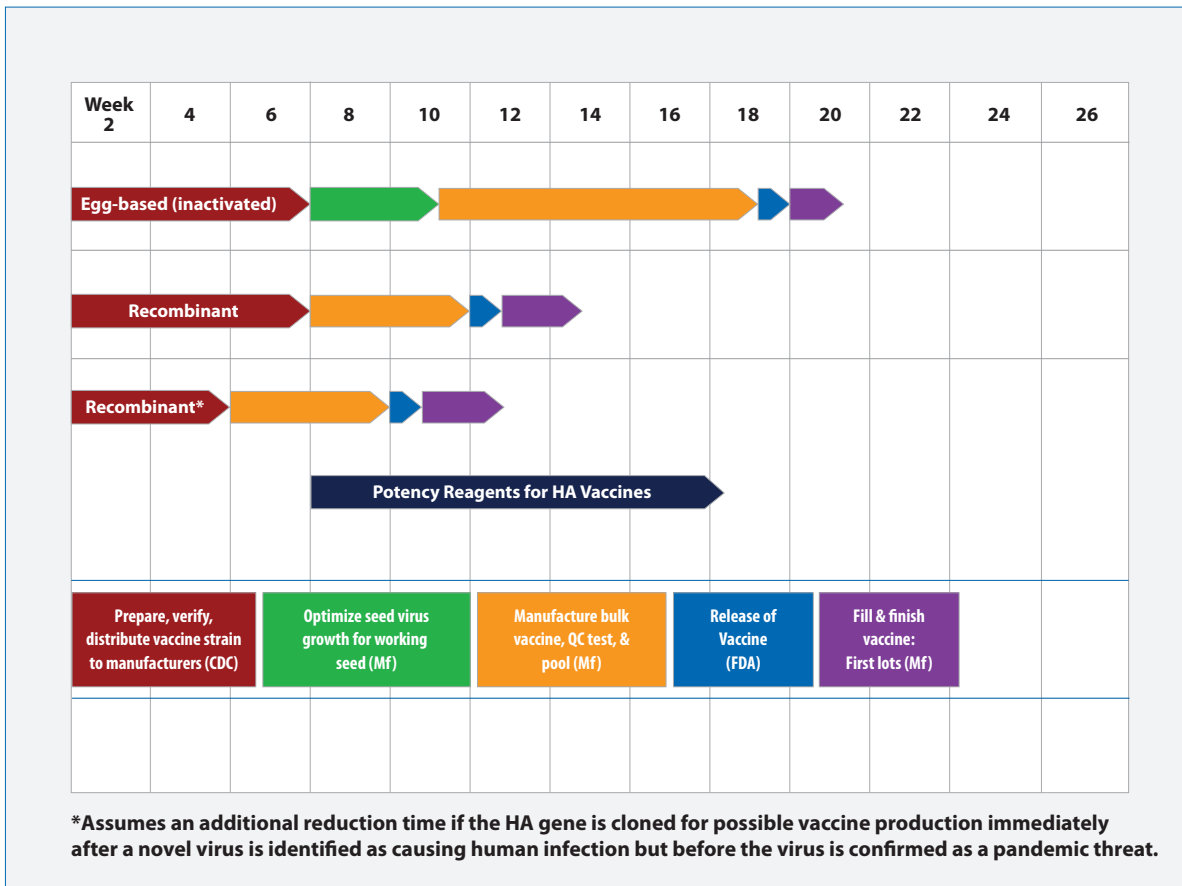 Week
2 4 6 8 10 12 14 16 18 20 22 24 26
Egg-based (inactivated)
Recombinant
Recombinant*
Potency Reagents for HA Vaccines
Prepare, verify,
distribute vaccine strain
to manufacturers (CDC)
Optimize seed virus
growth for working
seed (Mf)
Manufacture bulk
vaccine, QC test, &
pool (Mf)
Release of
Vaccine
(FDA)
Fill & finish
vaccine:
First lots (Mf)
*Assumes an additional reduction time if the HA gene is cloned for possible vaccine production immediately
after a novel virus is identified as causing human infection but before the virus is confirmed as a pandemic threat.